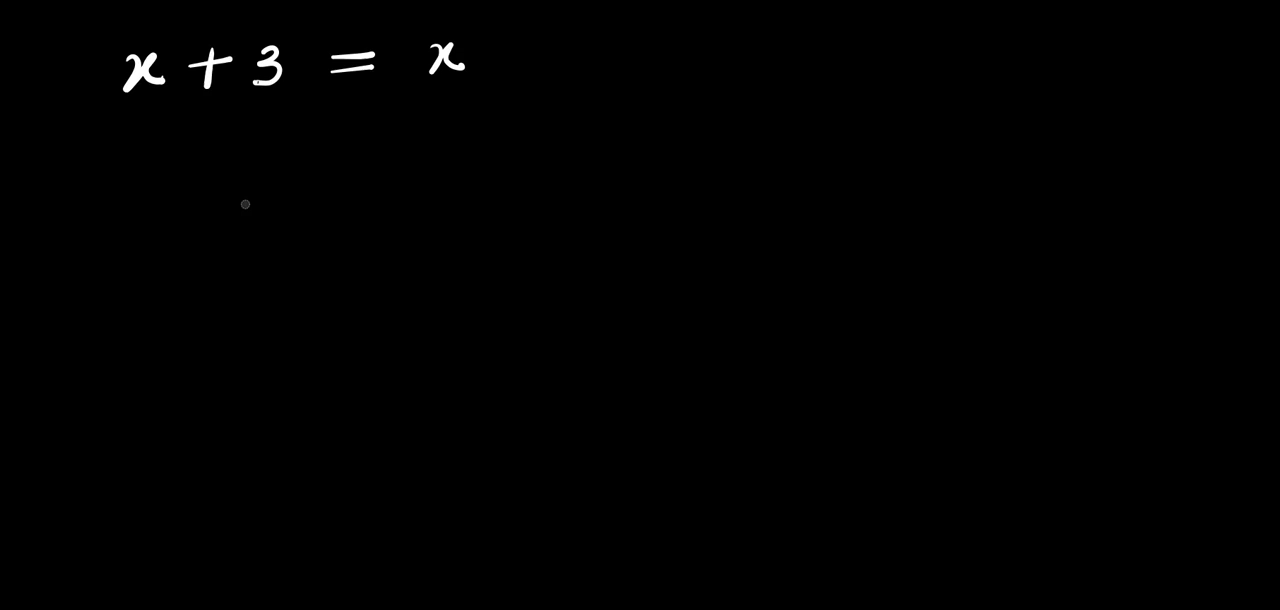 x + 3 = x